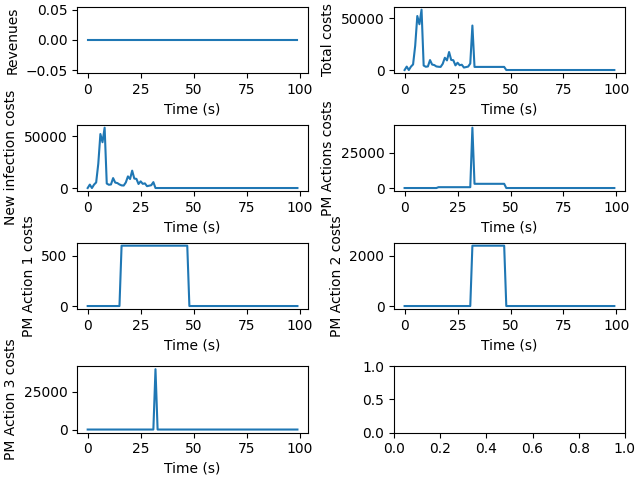 Revenues
0.05
0.00
−0.05
0 25 50 75 100
Time (s)
Total costs
50000
0
0 25 50 75 100
Time (s)
New infection costs
50000
0
0 25 50 75 100
Time (s)
PM Actions costs
25000
0
0 25 50 75 100
Time (s)
PM Action 1 costs
500
0
0 25 50 75 100
Time (s)
PM Action 2 costs
2000
0
0 25 50 75 100
Time (s)
PM Action 3 costs
25000
0
0 25 50 75 100
Time (s)
1.0
0.5
0.0
0.0 0.2 0.4 0.6 0.8 1.0